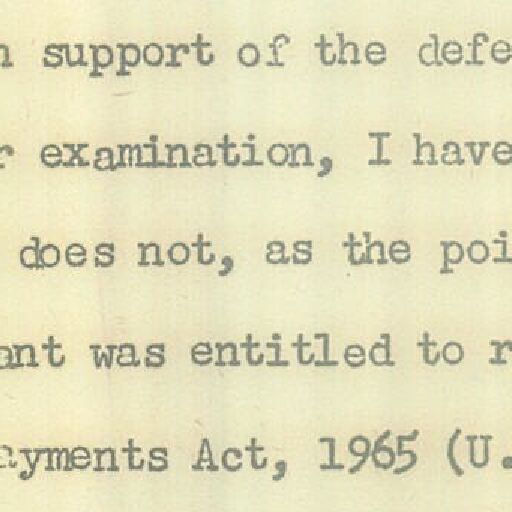 n support of the defe
r examination, I have
does not, as the poi
ant was entitled to r
ayments Act, 1965 (U.